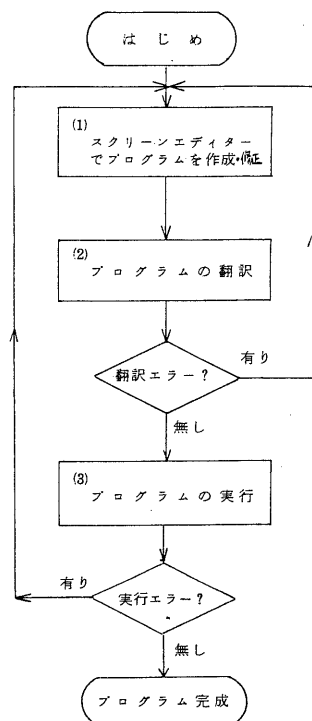 はじめ
(1)
スクリーンエディター
でプログラムを作成・修正
(2)
プログラムの翻訳
翻訳エラー?
有り
無し
(3)
プログラムの実行
有り
実行エラー?
無し
プログラム完成